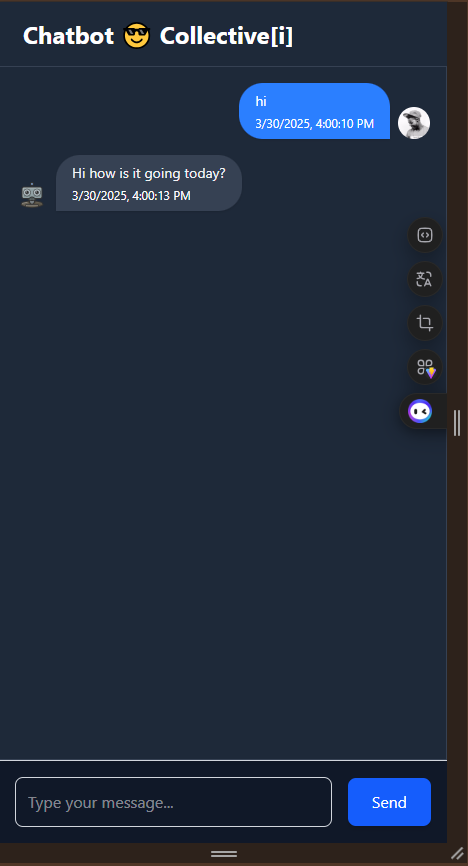 Chatbot 😎 Collective[i]
hi
3/30/2025, 4:00:10 PM
Hi how is it going today?
3/30/2025, 4:00:13 PM
Type your message...
Send